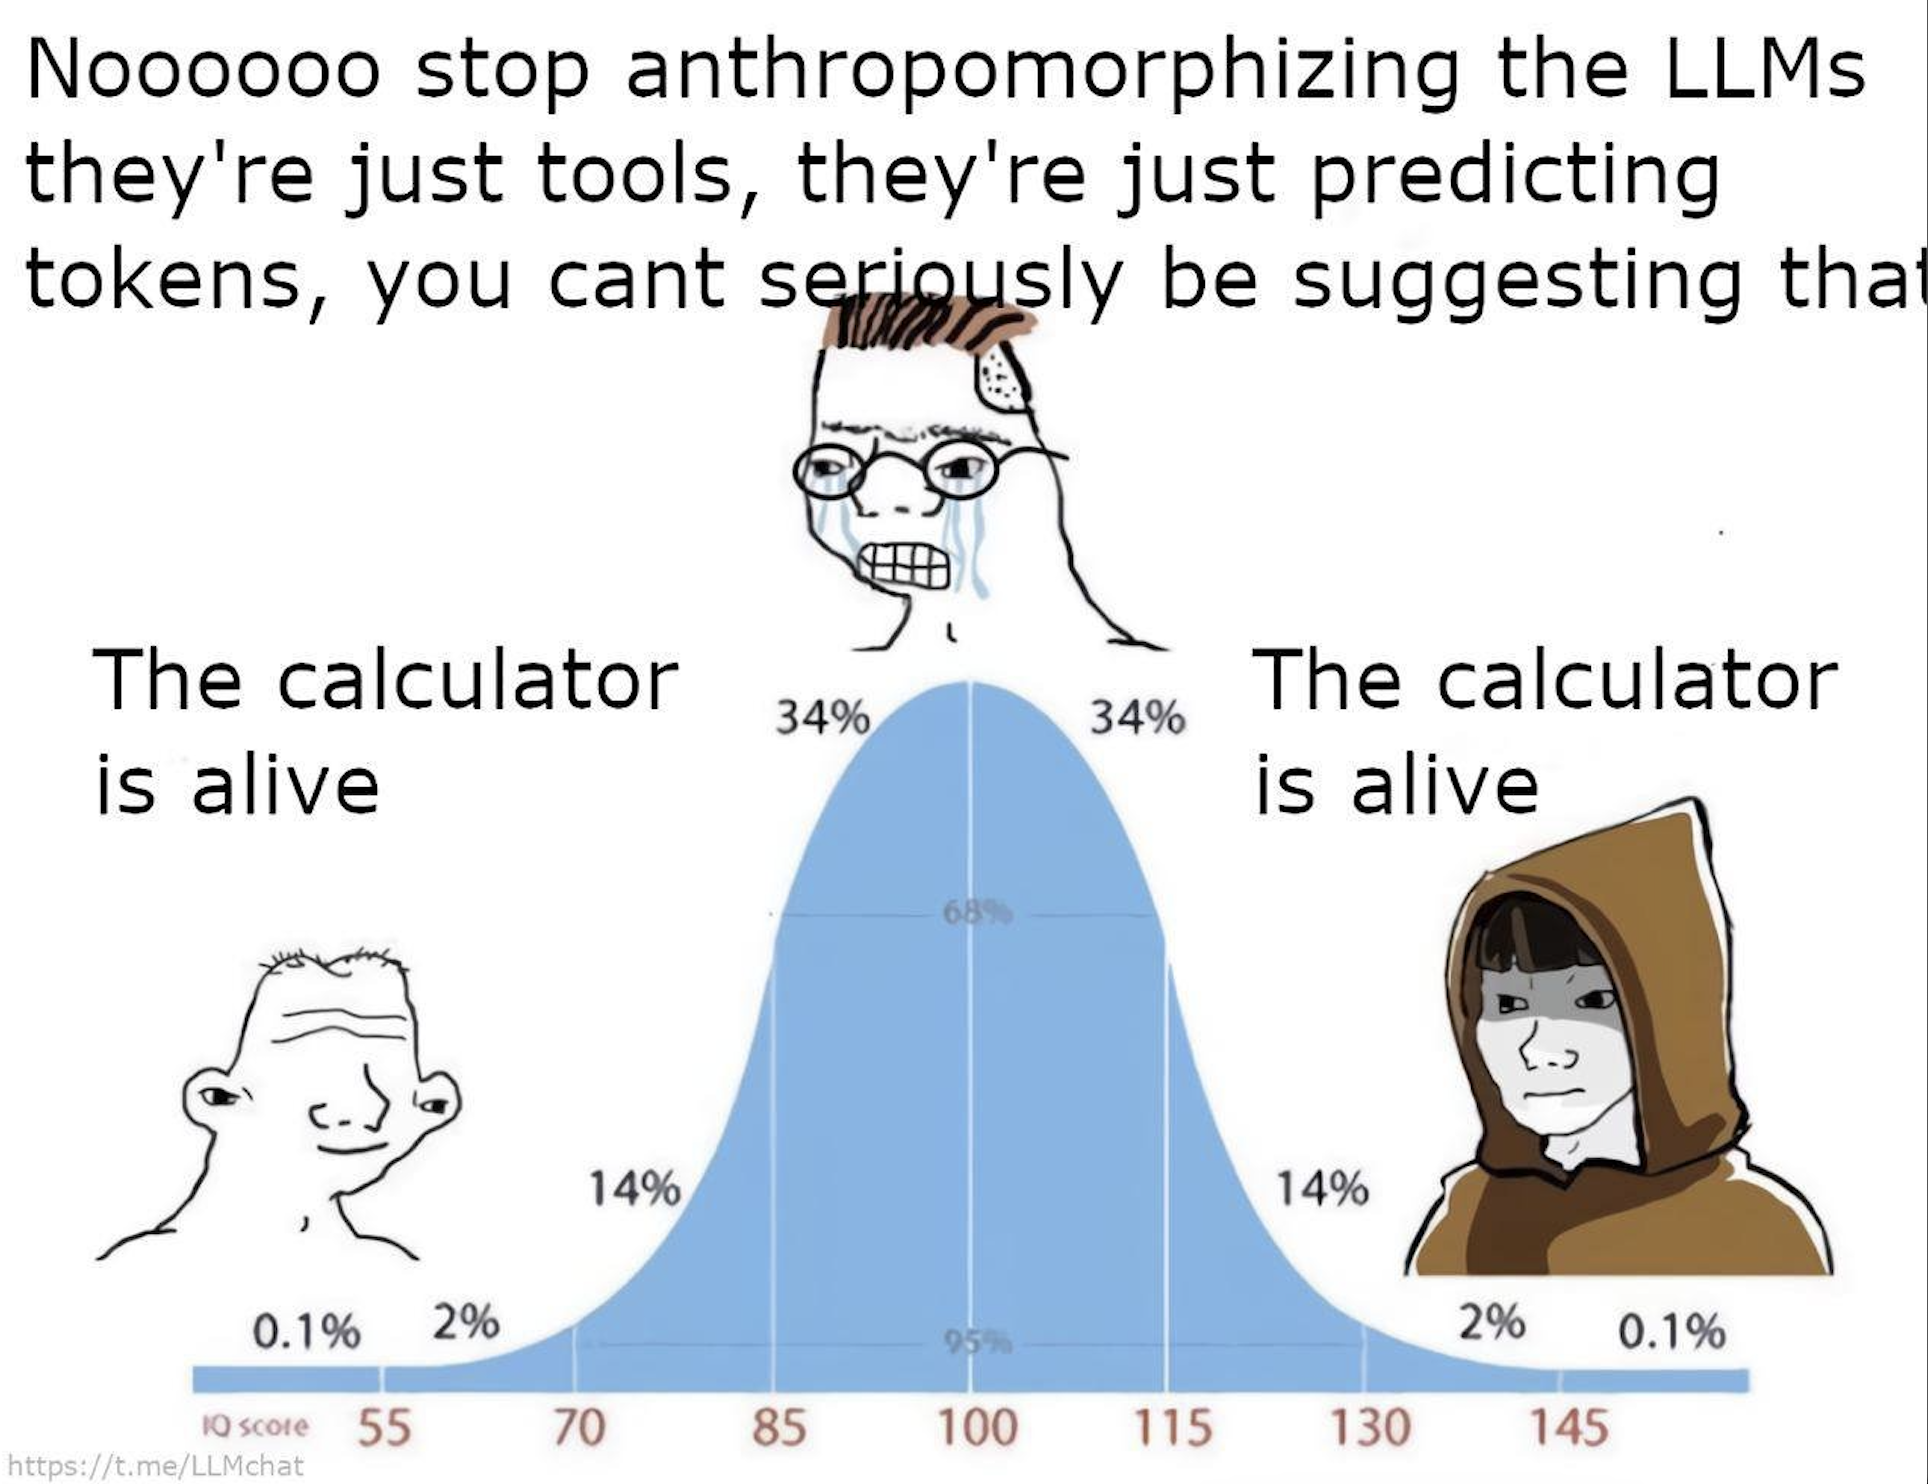 Noooooo stop anthropomorphizing the LLMs
they're just tools, they're just predicting
tokens, you cant seriously be suggesting that
The calculator
is alive
The calculator
is alive
34%
34%
68%
14%
14%
0.1%
2%
95%
2%
0.1%
IQ score 55 70 85 100 115 130 145
https://t.me/LLMchat